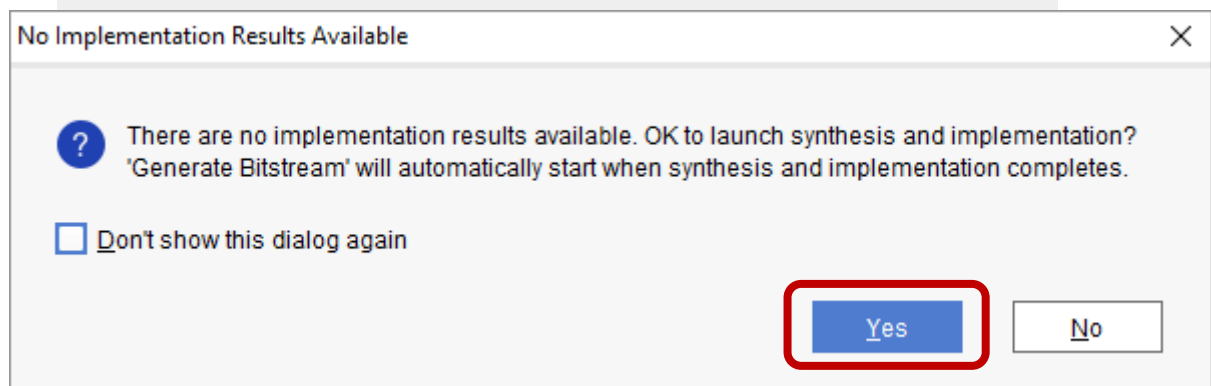 No Implementation Results Available
?
There are no implementation results available. OK to launch synthesis and implementation?
'Generate Bitstream' will automatically start when synthesis and implementation completes.
Don't show this dialog again
Yes
No